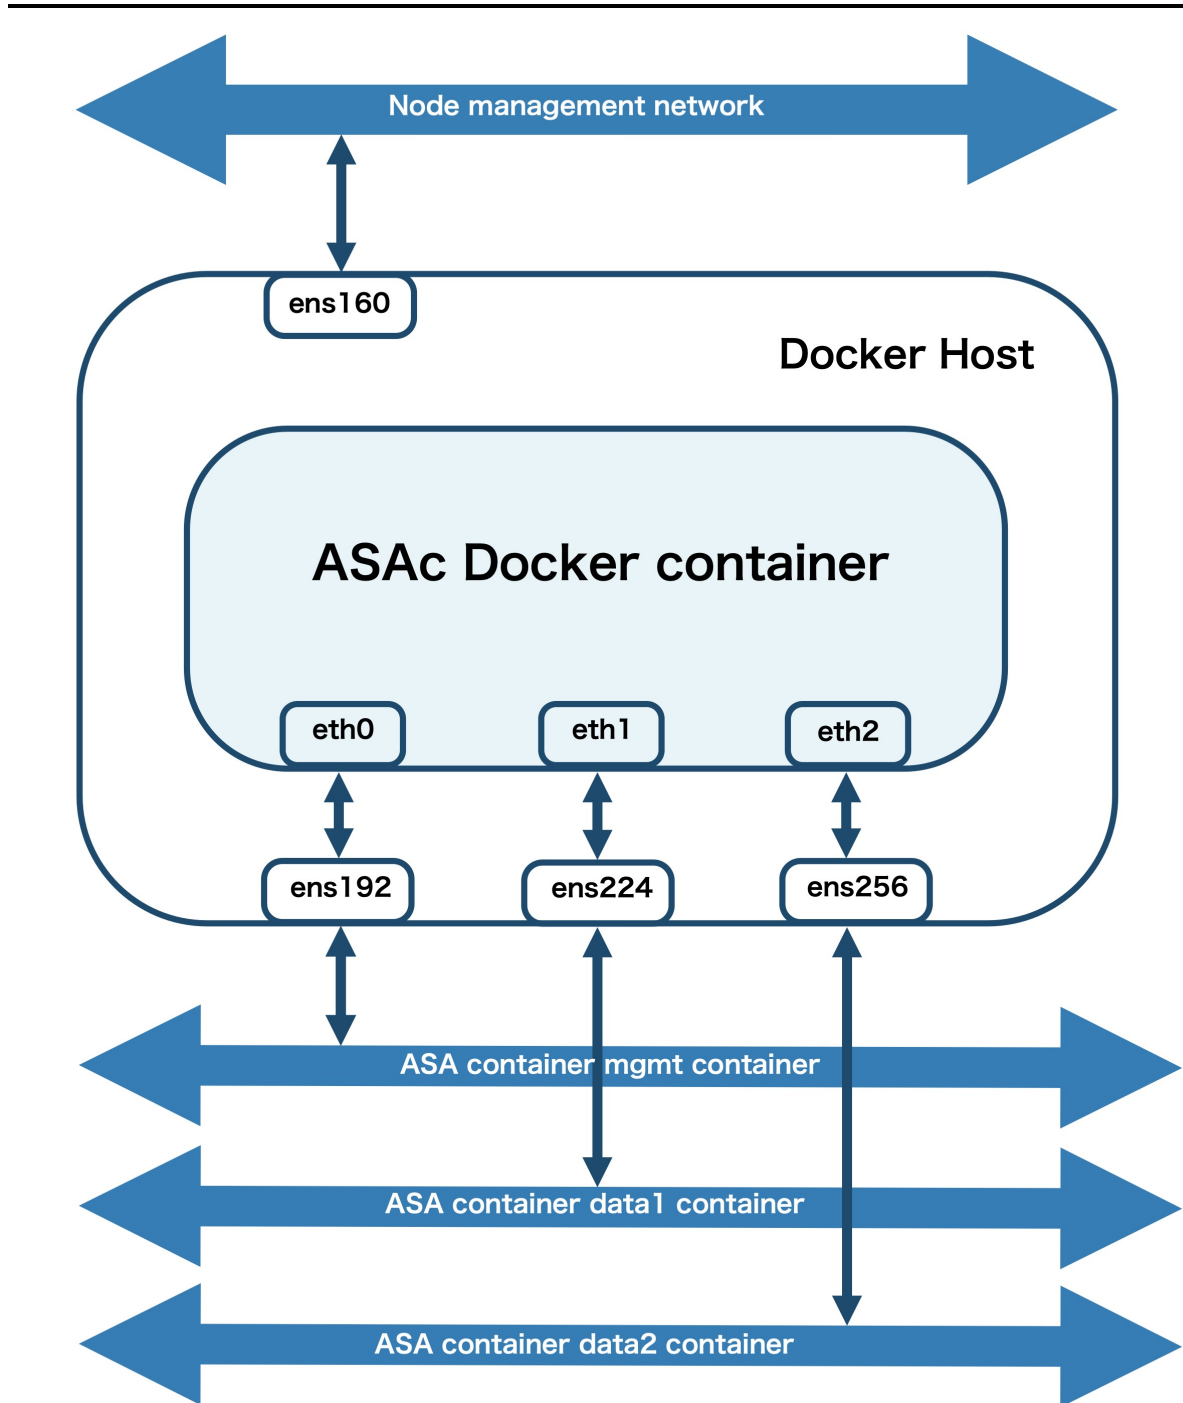 Node management network
ens160
Docker Host
ASAc Docker container
eth0
eth1
eth2
ens192
ens224
ens256
ASA container mgmt container
ASA container data1 container
ASA container data2 container